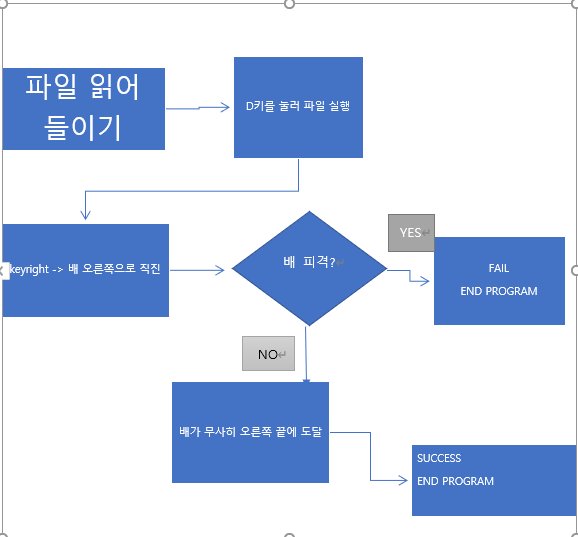 파일 읽어
들이기
D키를 눌러 파일 실행
keyright -> 배 오른쪽으로 직진
배 피격?↵
YES↵
FAIL
END PROGRAM
NO↵
배가 무사히 오른쪽 끝에 도달
SUCCESS
END PROGRAM